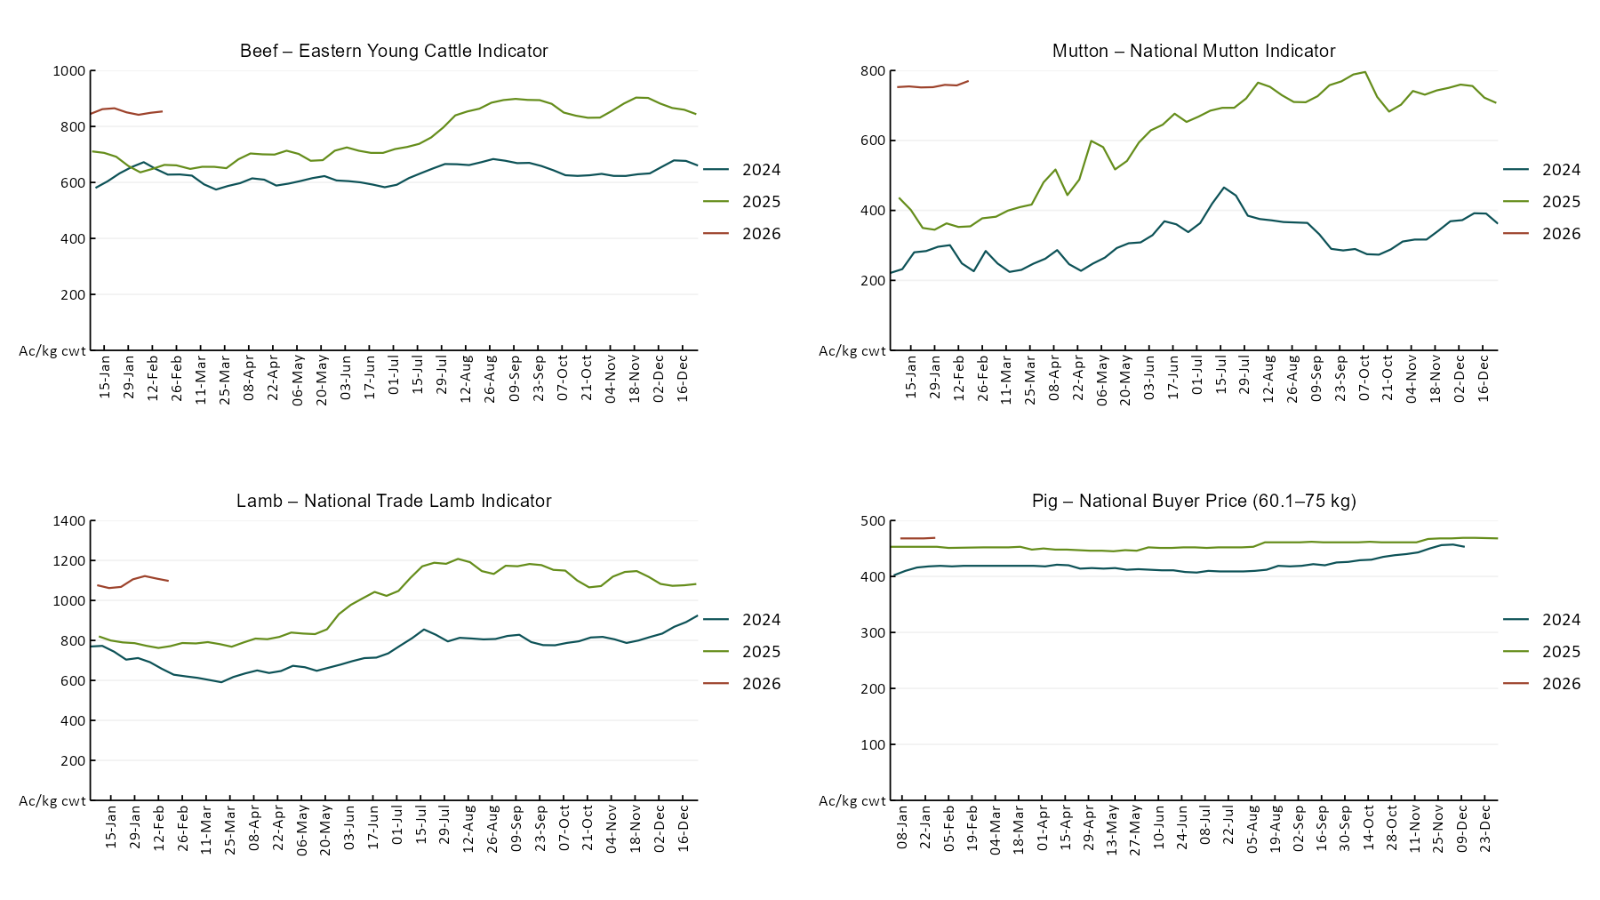 Beef – Eastern Young Cattle Indicator
1000
800
600
400
200
Ac/kg cwt
15-Jan
29-Jan
12-Feb
26-Feb
11-Mar
25-Mar
08-Apr
22-Apr
06-May
20-May
03-Jun
17-Jun
01-Jul
15-Jul
29-Jul
12-Aug
26-Aug
09-Sep
23-Sep
07-Oct
21-Oct
04-Nov
18-Nov
02-Dec
16-Dec
2024
2025
2026
Mutton – National Mutton Indicator
800
600
400
200
Ac/kg cwt
15-Jan
29-Jan
12-Feb
26-Feb
11-Mar
25-Mar
08-Apr
22-Apr
06-May
20-May
03-Jun
17-Jun
01-Jul
15-Jul
29-Jul
12-Aug
26-Aug
09-Sep
23-Sep
07-Oct
21-Oct
04-Nov
18-Nov
02-Dec
16-Dec
2024
2025
2026
Lamb – National Trade Lamb Indicator
1400
1200
1000
800
600
400
200
Ac/kg cwt
15-Jan
29-Jan
12-Feb
26-Feb
11-Mar
25-Mar
08-Apr
22-Apr
06-May
20-May
03-Jun
17-Jun
01-Jul
15-Jul
29-Jul
12-Aug
26-Aug
09-Sep
23-Sep
07-Oct
21-Oct
04-Nov
18-Nov
02-Dec
16-Dec
2024
2025
2026
Pig – National Buyer Price (60.1–75 kg)
500
400
300
200
100
Ac/kg cwt
08-Jan
22-Jan
05-Feb
19-Feb
04-Mar
18-Mar
01-Apr
15-Apr
29-Apr
13-May
27-May
10-Jun
24-Jun
08-Jul
22-Jul
05-Aug
19-Aug
02-Sep
16-Sep
30-Sep
14-Oct
28-Oct
11-Nov
25-Nov
09-Dec
23-Dec
2024
2025
2026